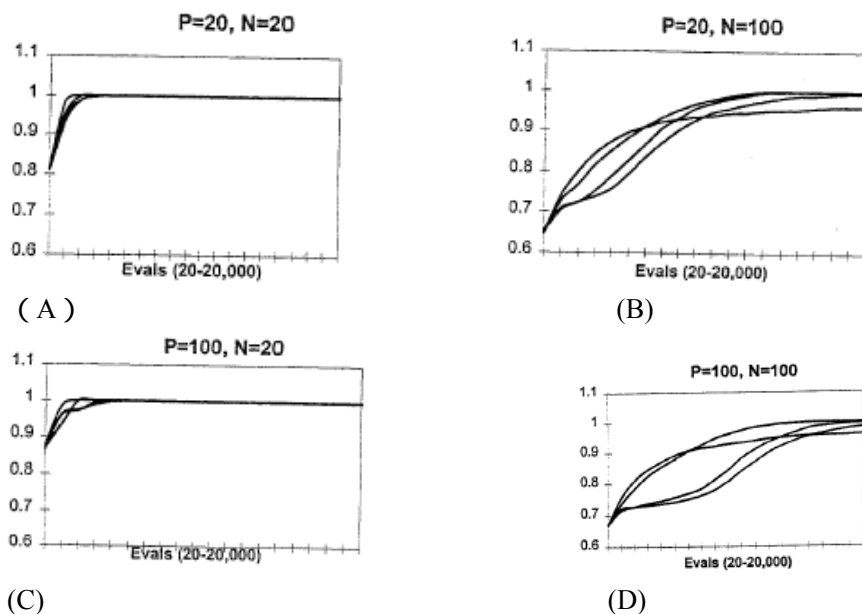 P=20, N=20
1.1
1
0.9
0.8
0.7
0.6
Evals (20-20,000)
(A)
P=20, N=100
1.1
1
0.9
0.8
0.7
0.6
Evals (20-20,000)
(B)
P=100, N=20
1.1
1
0.9
0.8
0.7
0.6
Evals (20-20,000)
(C)
P=100, N=100
1.1
1
0.9
0.8
0.7
0.6
Evals (20-20,000)
(D)